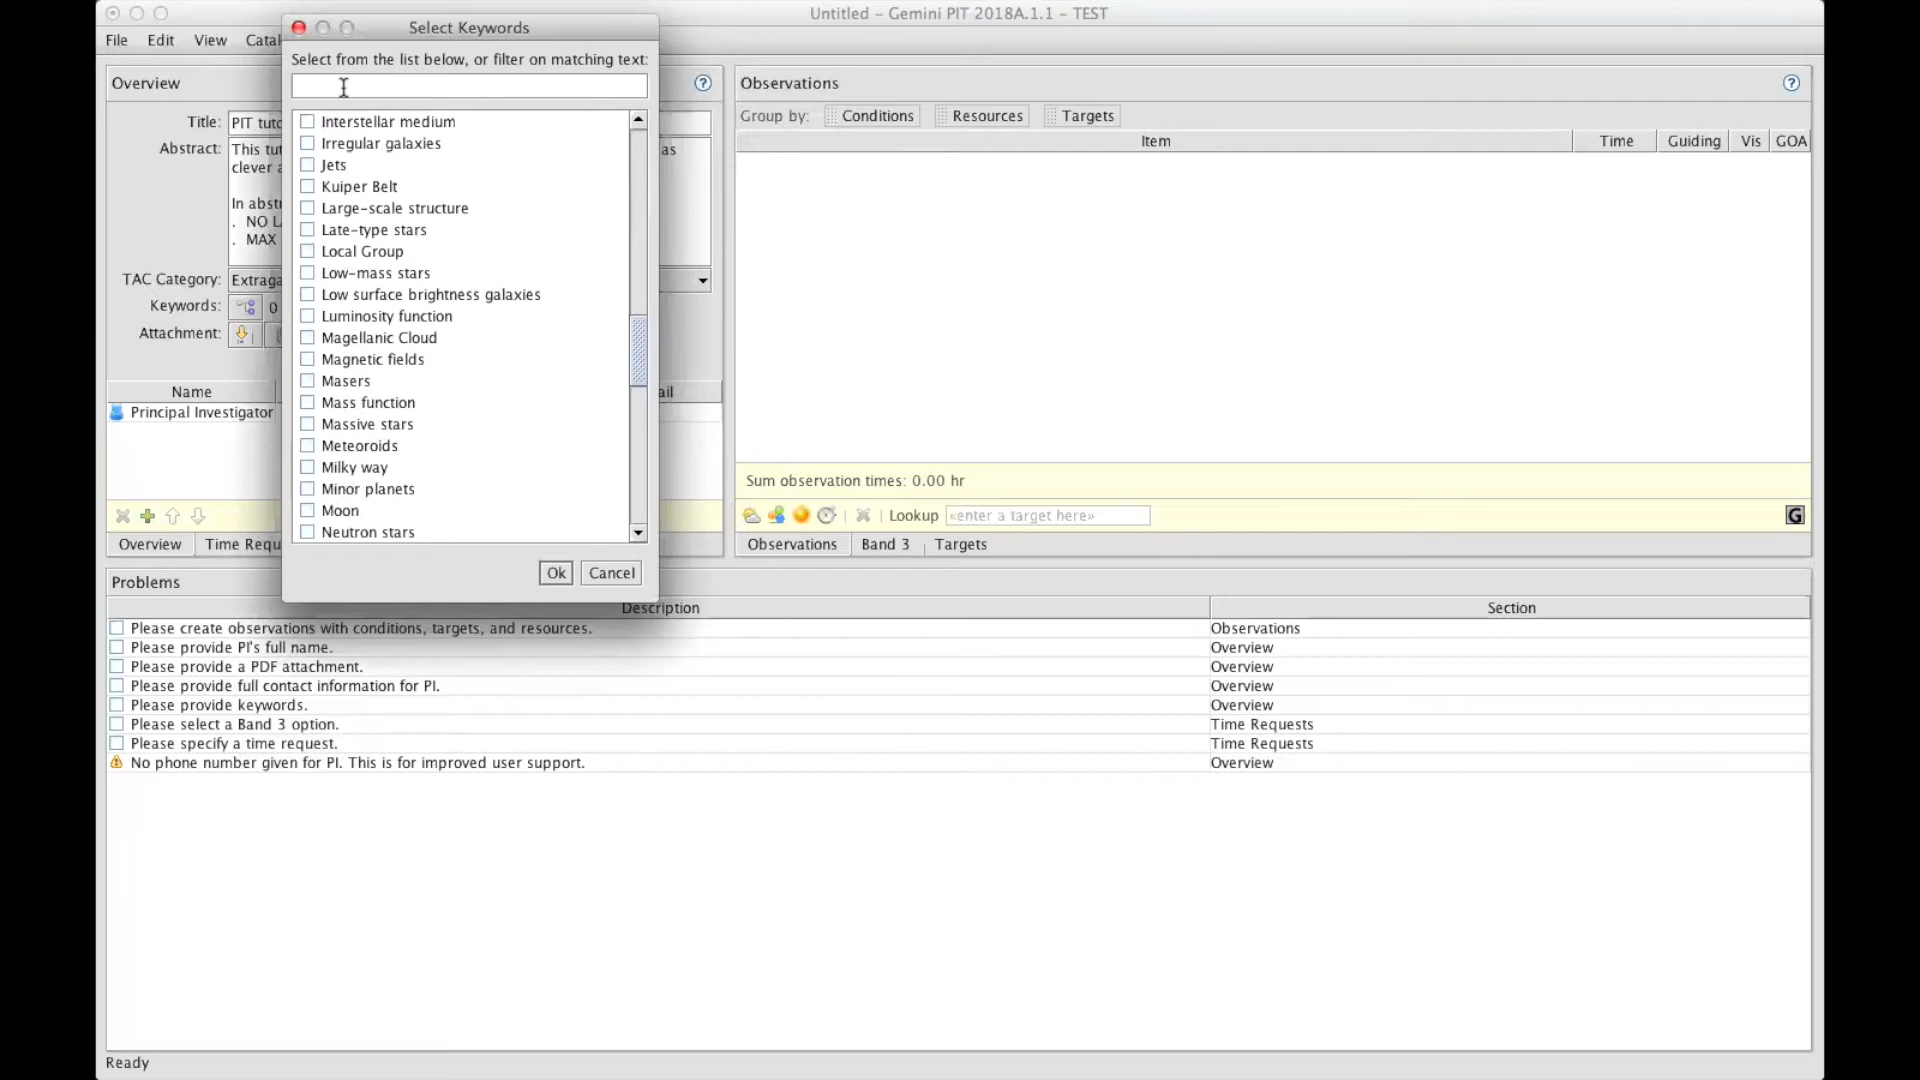 Untitled – Gemini PIT 2018A.1.1 – TEST
File Edit View Catal
Select Keywords
Select from the list below, or filter on matching text:
Interstellar medium
Irregular galaxies
Jets
Kuiper Belt
Large-scale structure
Late-type stars
Local Group
Low-mass stars
Low surface brightness galaxies
Luminosity function
Magellanic Cloud
Magnetic fields
Masers
Mass function
Massive stars
Meteoroids
Milky way
Minor planets
Moon
Neutron stars
Ok Cancel
Overview
Title: PIT tuto
Abstract: This tut as
clever a
In abstr
. NO L
. MAX
TAC Category: Extraga
Keywords: 0
Attachment:
Name ail
Principal Investigator
Overview Time Requ
Observations
Group by: Conditions Resources Targets
Item Time Guiding Vis GOA
Sum observation times: 0.00 hr
Lookup «enter a target here» G
Observations Band 3 Targets
Problems
Description Section
Please create observations with conditions, targets, and resources. Observations
Please provide PI's full name. Overview
Please provide a PDF attachment. Overview
Please provide full contact information for PI. Overview
Please provide keywords. Overview
Please select a Band 3 option. Time Requests
Please specify a time request. Time Requests
No phone number given for PI. This is for improved user support. Overview
Ready